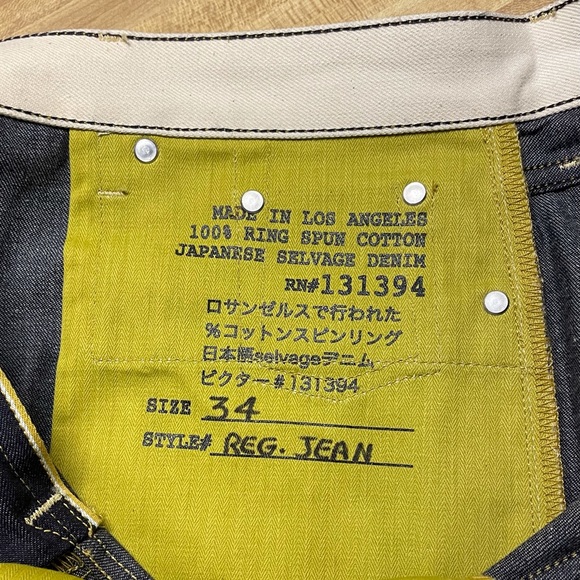 MADE IN LOS ANGELES
100% RING SPUN COTTON
JAPANESE SELVAGE DENIM
RN#131394
ロサンゼルスで行われた
%コットンスピンリング
日本隱selvageデニム
ビクター#131394
SIZE 34
STYLE# REG. JEAN